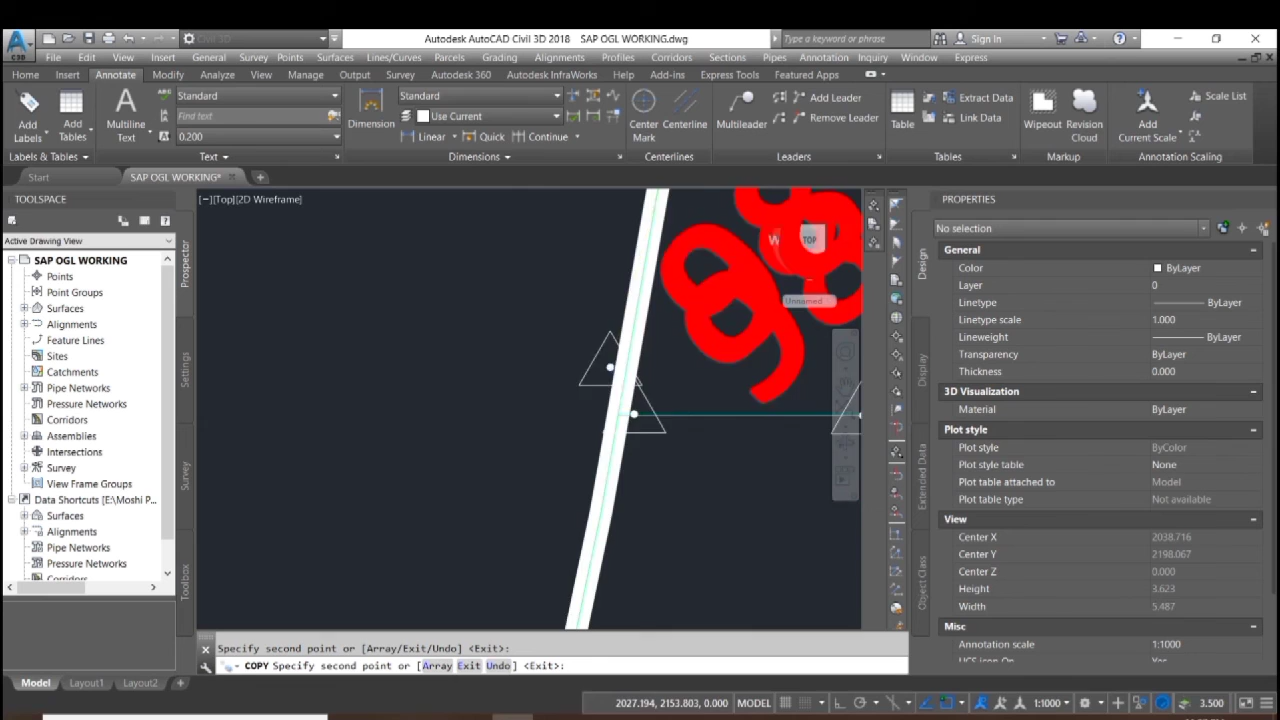 Civil 3D
Autodesk AutoCAD Civil 3D 2018 SAP OGL WORKING.dwg
Type a keyword or phrase
Sign In
C3D
File Edit View Insert General Survey Points Surfaces Lines/Curves Parcels Grading Alignments Profiles Corridors Sections Pipes Annotation Inquiry Window Express
Home Insert Annotate Modify Analyze View Manage Output Survey Autodesk 360 Autodesk InfraWorks Help Add-ins Express Tools Featured Apps
Add Labels
Add Tables
Labels & Tables
Multiline Text
Standard
Find text
0.200
Text
Dimension
Standard
Use Current
Linear Quick Continue
Dimensions
Center Mark
Centerline
Centerlines
Multileader
Add Leader
Remove Leader
Leaders
Table
Extract Data
Link Data
Tables
Wipeout
Revision Cloud
Markup
Add Current Scale
Scale List
Annotation Scaling
Start
SAP OGL WORKING*
TOOLSPACE
Active Drawing View
SAP OGL WORKING
Points
Point Groups
Surfaces
Alignments
Feature Lines
Sites
Catchments
Pipe Networks
Pressure Networks
Corridors
Assemblies
Intersections
Survey
View Frame Groups
Data Shortcuts [E:\Moshi P...
Surfaces
Alignments
Pipe Networks
Pressure Networks
Corridors
Prospector
Settings
Survey
Toolbox
[−][Top][2D Wireframe]
W
TOP
Unnamed
PROPERTIES
No selection
Design
Display
Extended Data
Object Class
General
Color ByLayer
Layer 0
Linetype ByLayer
Linetype scale 1.000
Lineweight ByLayer
Transparency ByLayer
Thickness 0.000
3D Visualization
Material ByLayer
Plot style
Plot style ByColor
Plot style table None
Plot table attached to Model
Plot table type Not available
View
Center X 2038.716
Center Y 2198.067
Center Z 0.000
Height 3.623
Width 5.487
Misc
Annotation scale 1:1000
UCS icon On Yes
Specify second point or [Array/Exit/Undo] <Exit>:
COPY Specify second point or [Array Exit Undo] <Exit>:
Model Layout1 Layout2
2027.194, 2153.803, 0.000 MODEL 1:1000 3.500